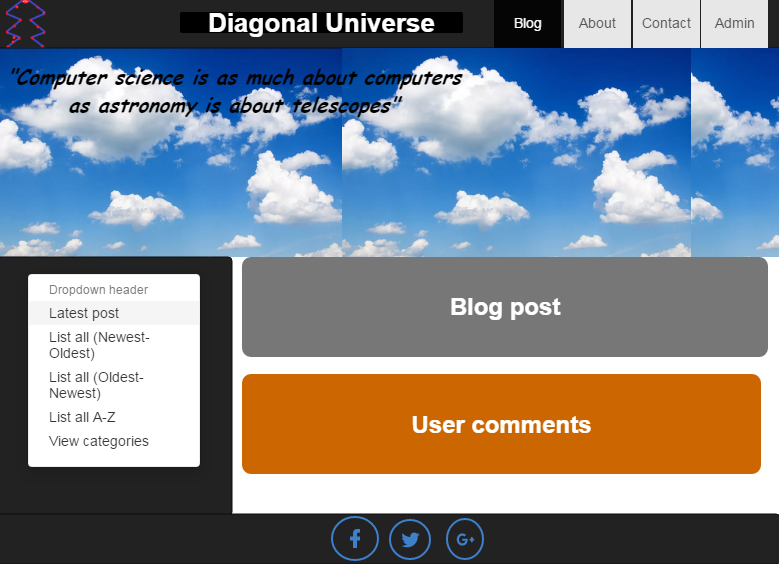 Diagonal Universe
Blog
About
Contact
Admin
"Computer science is as much about computers
as astronomy is about telescopes"
Dropdown header
Latest post
List all (Newest-
Oldest)
List all (Oldest-
Newest)
List all A-Z
View categories
Blog post
User comments
f
G+